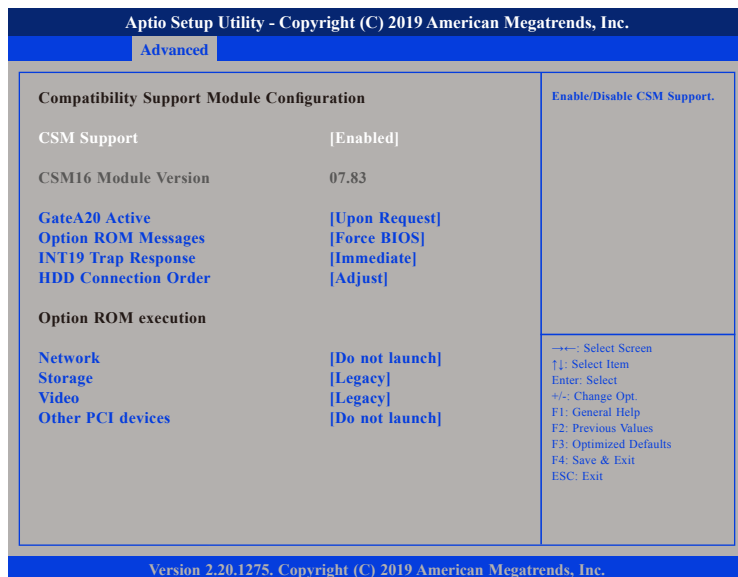 Aptio Setup Utility - Copyright (C) 2019 American Megatrends, Inc.
Advanced
Compatibility Support Module Configuration
CSM Support [Enabled]
CSM16 Module Version 07.83
GateA20 Active [Upon Request]
Option ROM Messages [Force BIOS]
INT19 Trap Response [Immediate]
HDD Connection Order [Adjust]
Option ROM execution
Network [Do not launch]
Storage [Legacy]
Video [Legacy]
Other PCI devices [Do not launch]
Enable/Disable CSM Support.
→←: Select Screen
↑↓: Select Item
Enter: Select
+/-: Change Opt.
F1: General Help
F2: Previous Values
F3: Optimized Defaults
F4: Save & Exit
ESC: Exit
Version 2.20.1275. Copyright (C) 2019 American Megatrends, Inc.